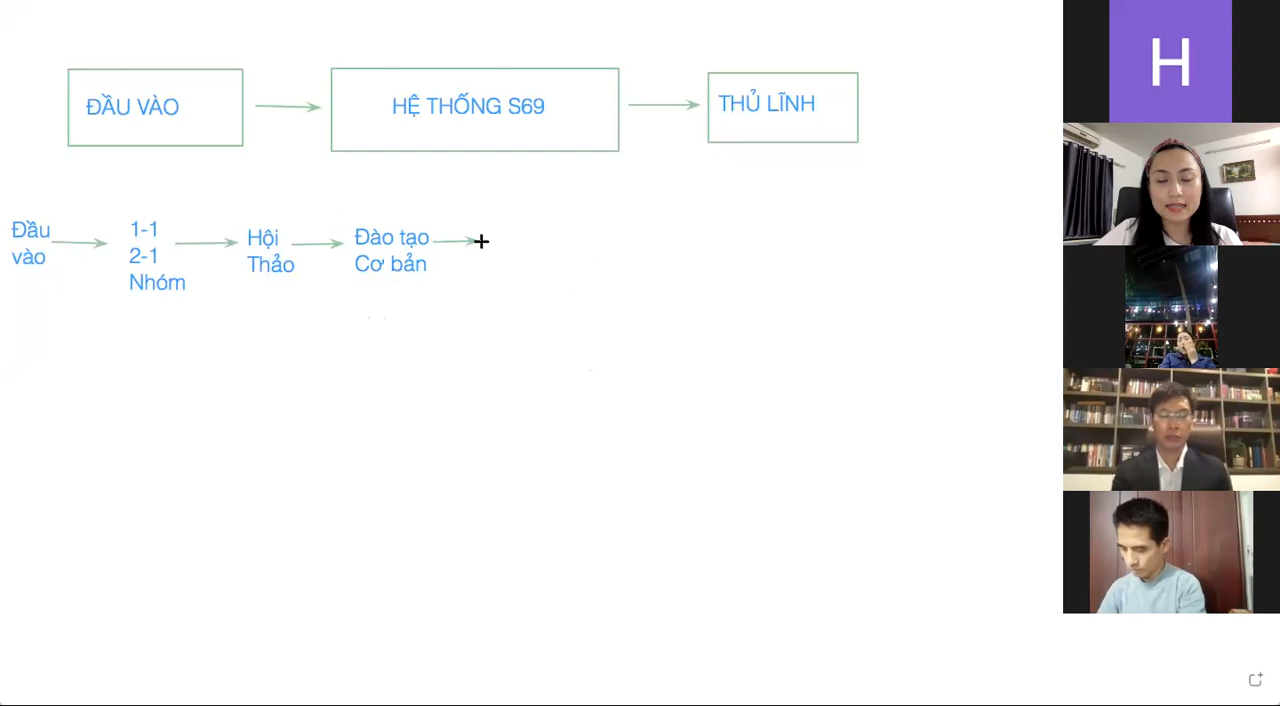 ĐẦU VÀO
HỆ THỐNG S69
THỦ LĨNH
Đầu
vào
1-1
2-1
Nhóm
Hội
Thảo
Đào tạo
Cơ bản
H